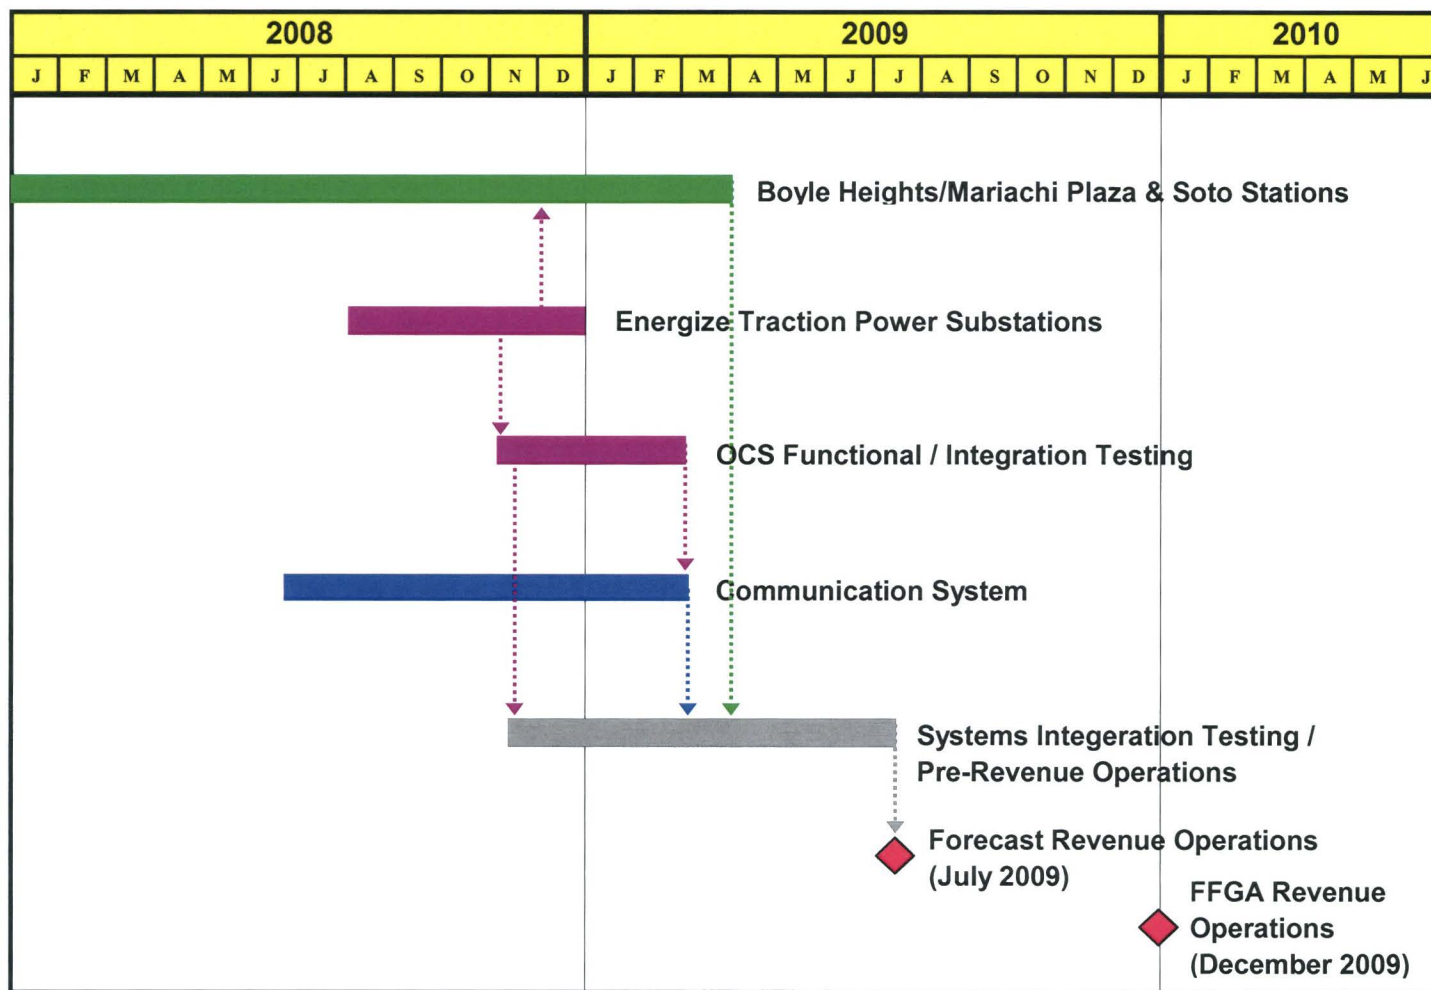 2008 2009 2010
J F M A M J J A S O N D J F M A M J J A S O N D J F M A M J
Boyle Heights/Mariachi Plaza & Soto Stations
Energize Traction Power Substations
OCS Functional / Integration Testing
Communication System
Systems Integeration Testing /
Pre-Revenue Operations
Forecast Revenue Operations
(July 2009)
FFGA Revenue
Operations
(December 2009)